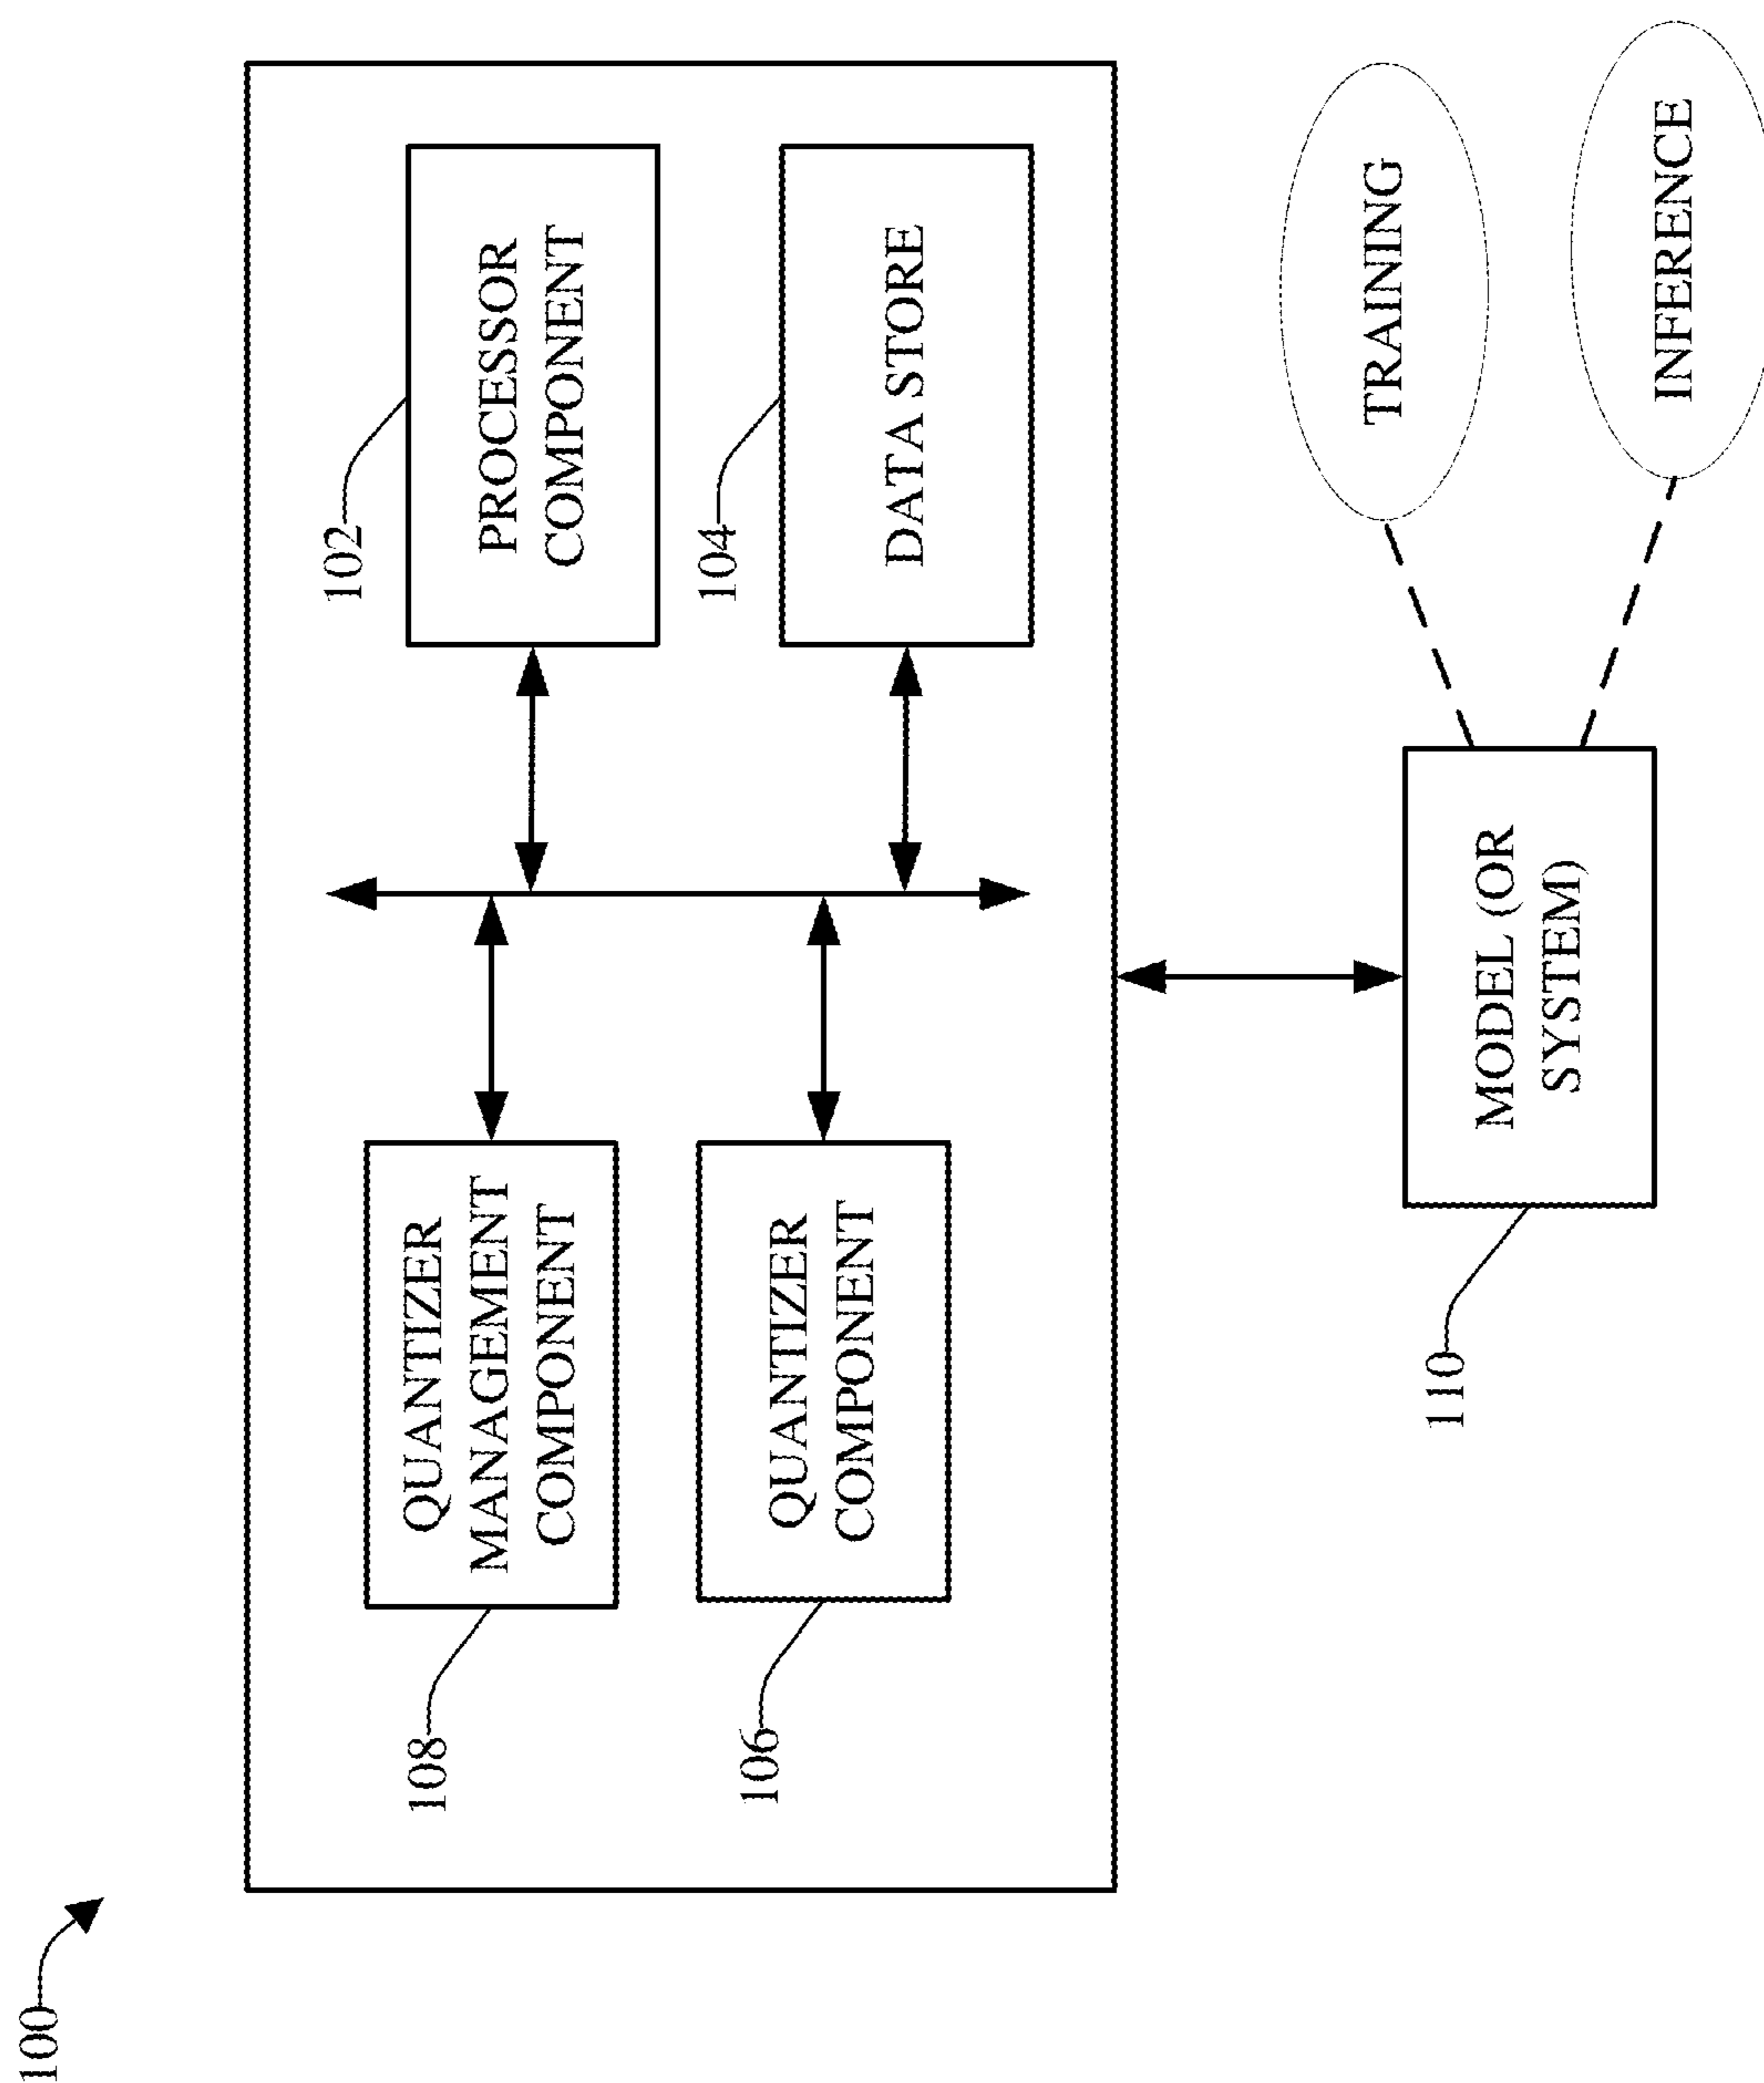 100
108
QUANTIZER
MANAGEMENT
COMPONENT
102
PROCESSOR
COMPONENT
106
QUANTIZER
COMPONENT
104
DATA STORE
110
MODEL (OR
SYSTEM)
TRAINING
INFERENCE